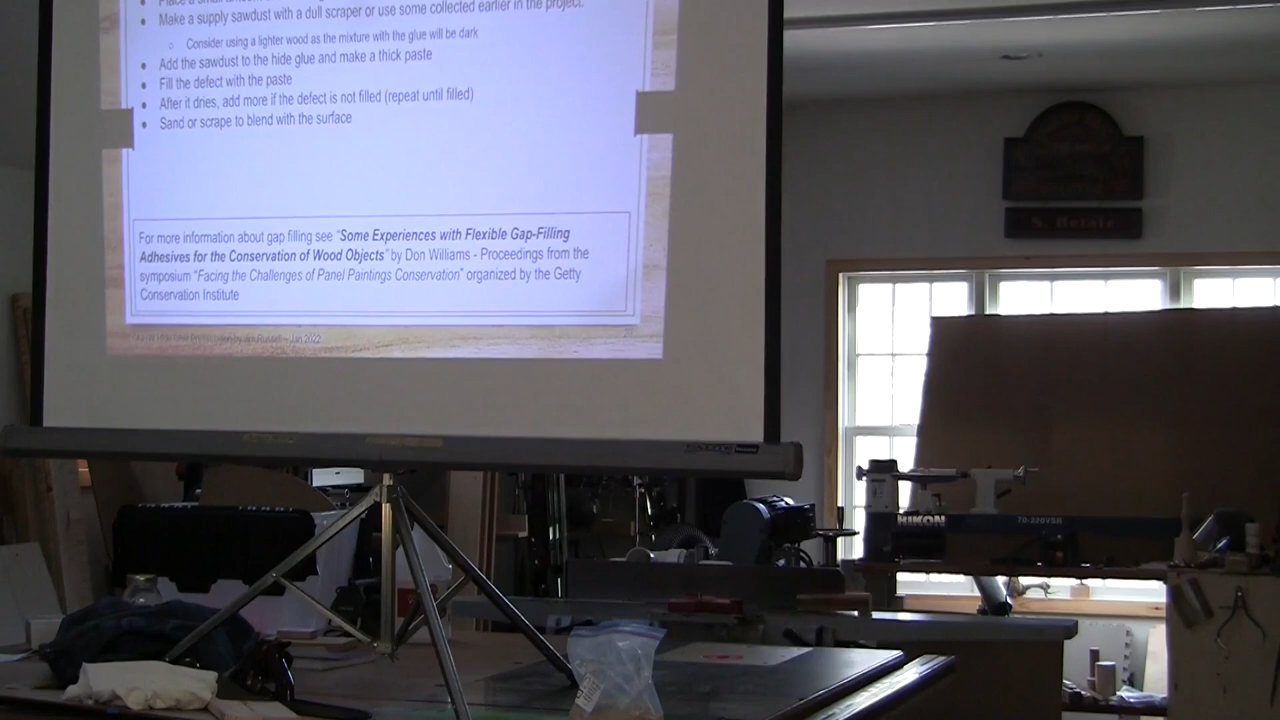 Make a supply sawdust with a dull scraper or use some collected earlier in the project.
Consider using a lighter wood as the mixture with the glue will be dark
Add the sawdust to the hide glue and make a thick paste
Fill the defect with the paste
After it dries, add more if the defect is not filled (repeat until filled)
Sand or scrape to blend with the surface
For more information about gap filling see "Some Experiences with Flexible Gap-Filling
Adhesives for the Conservation of Wood Objects" by Don Williams - Proceedings from the
symposium "Facing the Challenges of Panel Paintings Conservation" organized by the Getty
Conservation Institute
Jan 2022
RIKON
70-220VSR